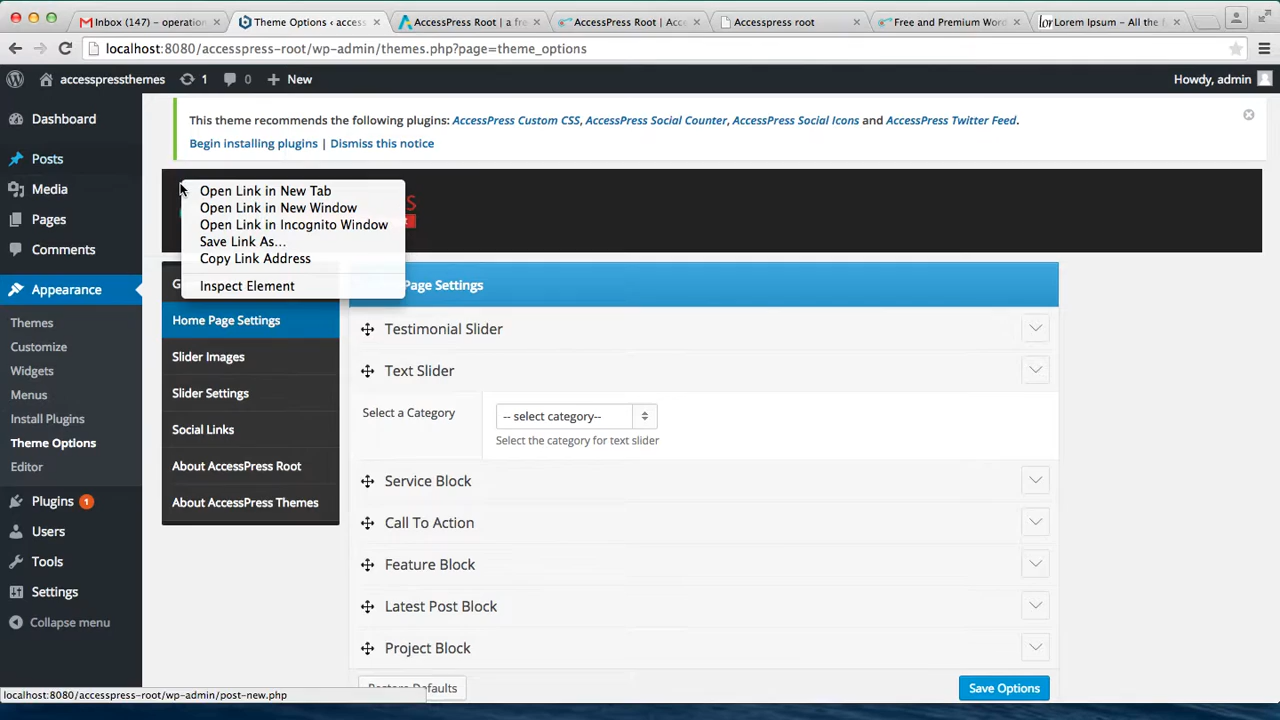 Inbox (147) – operation
Theme Options ‹ access
AccessPress Root | a fre
AccessPress Root | Acce
Accesspress root
Free and Premium Word
lor Lorem Ipsum – All the f
localhost:8080/accesspress-root/wp-admin/themes.php?page=theme_options
accesspressthemes 1 0 + New Howdy, admin
This theme recommends the following plugins: AccessPress Custom CSS, AccessPress Social Counter, AccessPress Social Icons and AccessPress Twitter Feed.
Begin installing plugins | Dismiss this notice
Dashboard
Posts
Media
Pages
Comments
Appearance
Themes
Customize
Widgets
Menus
Install Plugins
Theme Options
Editor
Plugins 1
Users
Tools
Settings
Collapse menu
Open Link in New Tab
Open Link in New Window
Open Link in Incognito Window
Save Link As...
Copy Link Address
Inspect Element
Home Page Settings
Slider Images
Slider Settings
Social Links
About AccessPress Root
About AccessPress Themes
Page Settings
Testimonial Slider
Text Slider
Select a Category
-- select category--
Select the category for text slider
Service Block
Call To Action
Feature Block
Latest Post Block
Project Block
Restore Defaults
Save Options
localhost:8080/accesspress-root/wp-admin/post-new.php